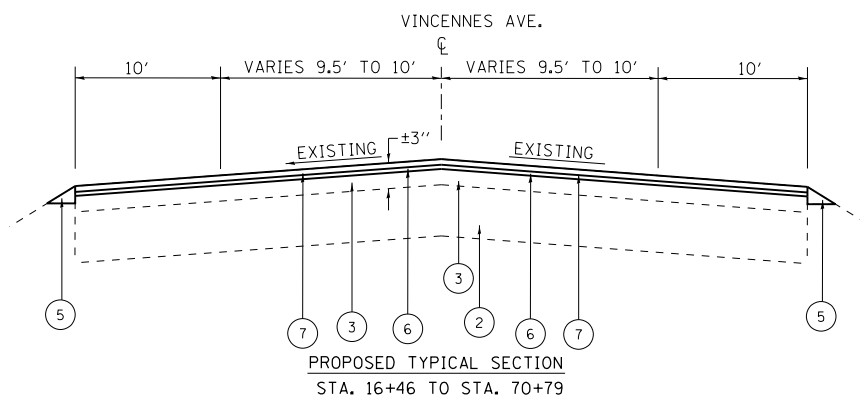 VINCENNES AVE.
℄
10' VARIES 9.5' TO 10' VARIES 9.5' TO 10' 10'
±3"
EXISTING EXISTING
5 7 3 6 3 2 6 7 5
PROPOSED TYPICAL SECTION
STA. 16+46 TO STA. 70+79